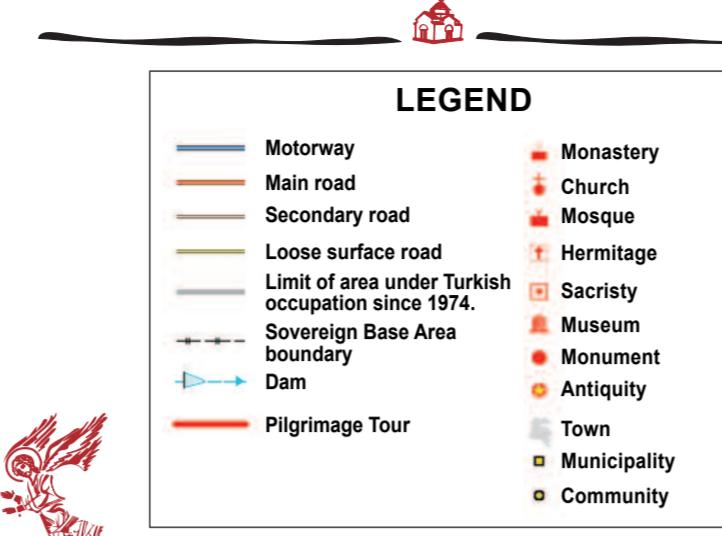 LEGEND
Motorway
Main road
Secondary road
Loose surface road
Limit of area under Turkish
occupation since 1974.
Sovereign Base Area
boundary
Dam
Pilgrimage Tour
Monastery
Church
Mosque
Hermitage
Sacristy
Museum
Monument
Antiquity
Town
Municipality
Community